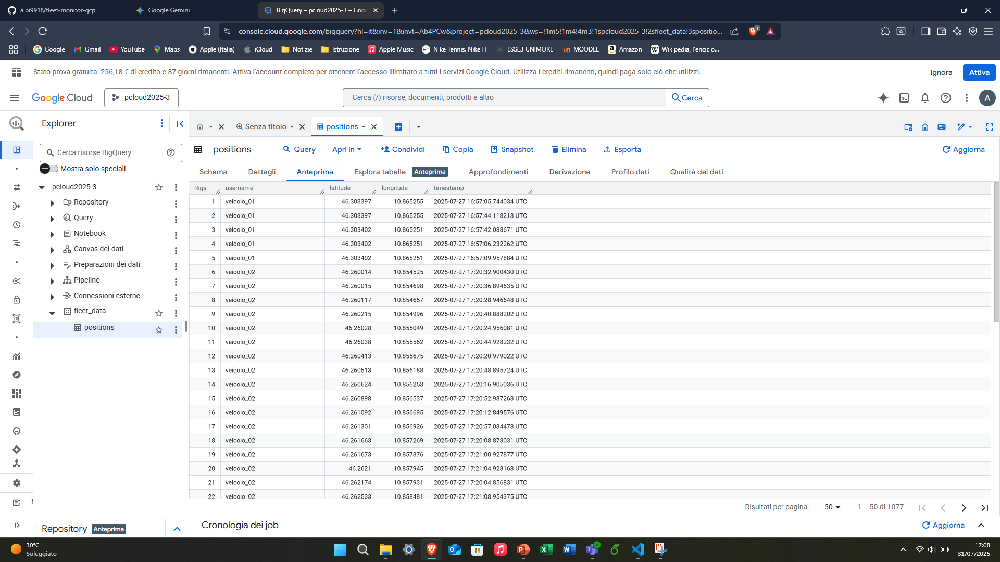 albi9918/fleet-monitor-gcp
Google Gemini
BigQuery – pcloud2025-3 – Goo
console.cloud.google.com/bigquery?hl=it&inv=1&invt=Ab4PCw&project=pcloud2025-3&ws=!1m5!1m4!4m3!1spcloud2025-3!2sfleet_data!3spositio...
1
Google
Gmail
YouTube
Maps
Apple (Italia)
iCloud
Notizie
Istruzione
Apple Music
Nike Tennis. Nike IT
ESSE3 UNIMORE
MOODLE
Amazon
Wikipedia, l'enciclo...
Stato prova gratuita: 256,18 € di credito e 87 giorni rimanenti. Attiva l'account completo per ottenere l'accesso illimitato a tutti i servizi Google Cloud. Utilizza i crediti rimanenti, quindi paga solo ciò che utilizzi.
Ignora
Attiva
Google Cloud
pcloud2025-3
Cerca (/) risorse, documenti, prodotti e altro
Cerca
A
Explorer
Cerca risorse BigQuery
Mostra solo speciali
pcloud2025-3
Repository
Query
Notebook
Canvas dei dati
Preparazioni dei dati
Pipeline
Connessioni esterne
fleet_data
positions
Repository Anteprima
Senza titolo
positions
positions
Query
Apri in
Condividi
Copia
Snapshot
Elimina
Esporta
Aggiorna
Schema
Dettagli
Anteprima
Esplora tabelle Anteprima
Approfondimenti
Derivazione
Profilo dati
Qualità dei dati
Riga username latitude longitude timestamp
1 veicolo_01 46.303397 10.865255 2025-07-27 16:57:05.744034 UTC
2 veicolo_01 46.303397 10.865255 2025-07-27 16:57:44.118213 UTC
3 veicolo_01 46.303402 10.865251 2025-07-27 16:57:42.088671 UTC
4 veicolo_01 46.303402 10.865251 2025-07-27 16:57:06.232262 UTC
5 veicolo_01 46.303402 10.865251 2025-07-27 16:57:09.957884 UTC
6 veicolo_02 46.260014 10.854525 2025-07-27 17:20:32.900430 UTC
7 veicolo_02 46.260015 10.854698 2025-07-27 17:20:36.894635 UTC
8 veicolo_02 46.260117 10.854657 2025-07-27 17:20:28.946648 UTC
9 veicolo_02 46.260215 10.854996 2025-07-27 17:20:40.888202 UTC
10 veicolo_02 46.26028 10.855049 2025-07-27 17:20:24.956081 UTC
11 veicolo_02 46.26038 10.855562 2025-07-27 17:20:44.928232 UTC
12 veicolo_02 46.260413 10.855675 2025-07-27 17:20:20.979022 UTC
13 veicolo_02 46.260513 10.856188 2025-07-27 17:20:48.895724 UTC
14 veicolo_02 46.260624 10.856253 2025-07-27 17:20:16.905036 UTC
15 veicolo_02 46.260898 10.856537 2025-07-27 17:20:52.937263 UTC
16 veicolo_02 46.261092 10.856695 2025-07-27 17:20:12.849576 UTC
17 veicolo_02 46.261301 10.856926 2025-07-27 17:20:57.034478 UTC
18 veicolo_02 46.261663 10.857269 2025-07-27 17:20:08.873031 UTC
19 veicolo_02 46.261673 10.857376 2025-07-27 17:21:00.927877 UTC
20 veicolo_02 46.2621 10.857945 2025-07-27 17:21:04.923163 UTC
21 veicolo_02 46.262174 10.857931 2025-07-27 17:20:04.856831 UTC
22 veicolo_02 46.262533 10.858481 2025-07-27 17:21:08.954375 UTC
Risultati per pagina: 50 1 – 50 di 1077
Cronologia dei job
Aggiorna
30°C
Soleggiato
17:08
31/07/2025